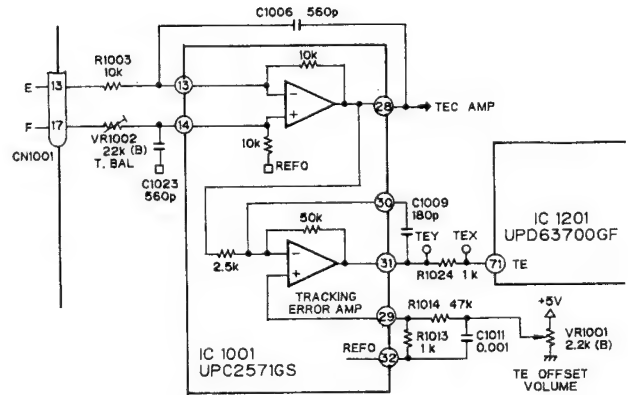 C1006 560p
R1003
10k
10k
E
13
13
28
TEC AMP
F
17
14
VR1002
22k (B)
T. BAL
CN1001
10k
REFO
C1023
560p
30
C1009
180p
50k
2.5k
TEY
TEX
31
R1024 1k
71
TE
IC 1201
UPD63700GF
TRACKING
ERROR AMP
29
R1014 47k
+5V
R1013
1k
C1011
0.001
VR1001
2.2k (B)
REFO
32
IC 1001
UPC2571GS
TE OFFSET
VOLUME